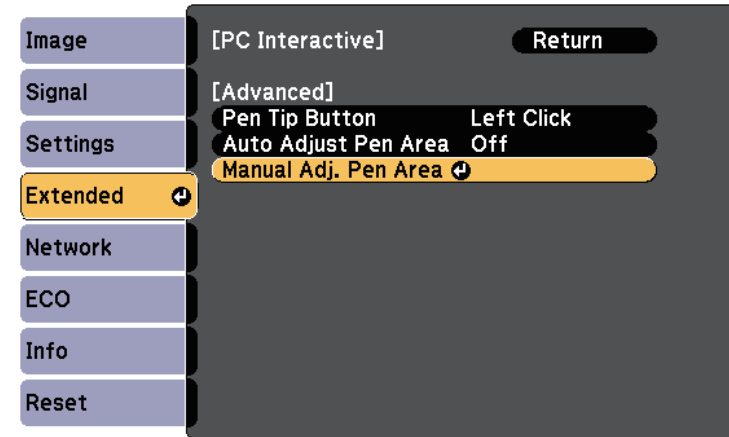 Image
Signal
Settings
Extended
Network
ECO
Info
Reset
[PC Interactive] Return
[Advanced]
Pen Tip Button Left Click
Auto Adjust Pen Area Off
Manual Adj. Pen Area